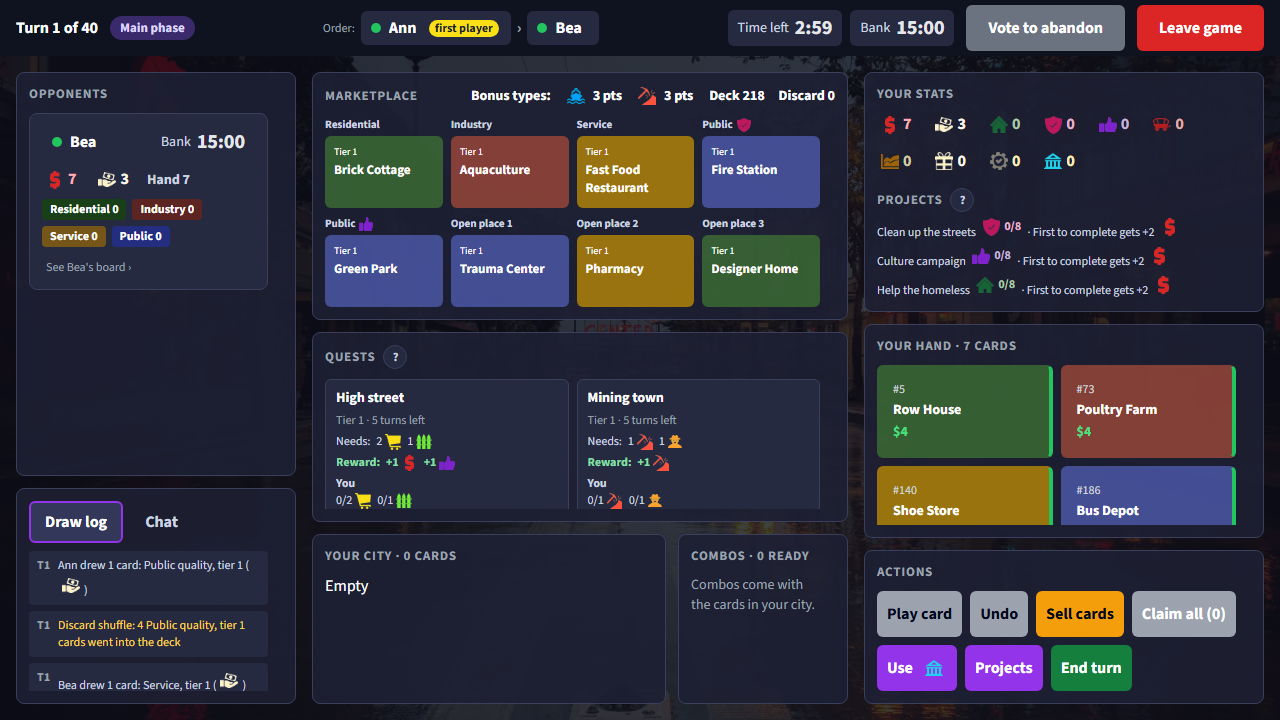 Turn 1 of 40 Main phase Order: Ann first player › Bea Time left 2:59 Bank 15:00 Vote to abandon Leave game
OPPONENTS
Bea Bank 15:00
7 3 Hand 7
Residential 0 Industry 0
Service 0 Public 0
See Bea's board ›
Draw log Chat
T1 Ann drew 1 card: Public quality, tier 1 (
)
T1 Discard shuffle: 4 Public quality, tier 1
cards went into the deck
T1 Bea drew 1 card: Service, tier 1 ( )
MARKETPLACE Bonus types: 3 pts 3 pts Deck 218 Discard 0
Residential Industry Service Public
Tier 1 Tier 1 Tier 1 Tier 1
Brick Cottage Aquaculture Fast Food Fire Station
Restaurant
Public Open place 1 Open place 2 Open place 3
Tier 1 Tier 1 Tier 1 Tier 1
Green Park Trauma Center Pharmacy Designer Home
QUESTS ?
High street
Tier 1 · 5 turns left
Needs: 2 1
Reward: +1 +1
You
0/2 0/1
Mining town
Tier 1 · 5 turns left
Needs: 1 1
Reward: +1
You
0/1 0/1
YOUR CITY · 0 CARDS
Empty
COMBOS · 0 READY
Combos come with
the cards in your city.
YOUR STATS
7 3 0 0 0 0
0 0 0 0
PROJECTS ?
Clean up the streets 0/8 · First to complete gets +2
Culture campaign 0/8 · First to complete gets +2
Help the homeless 0/8 · First to complete gets +2
YOUR HAND · 7 CARDS
#5 #73
Row House Poultry Farm
$4 $4
#140 #186
Shoe Store Bus Depot
ACTIONS
Play card Undo Sell cards Claim all (0)
Use Projects End turn